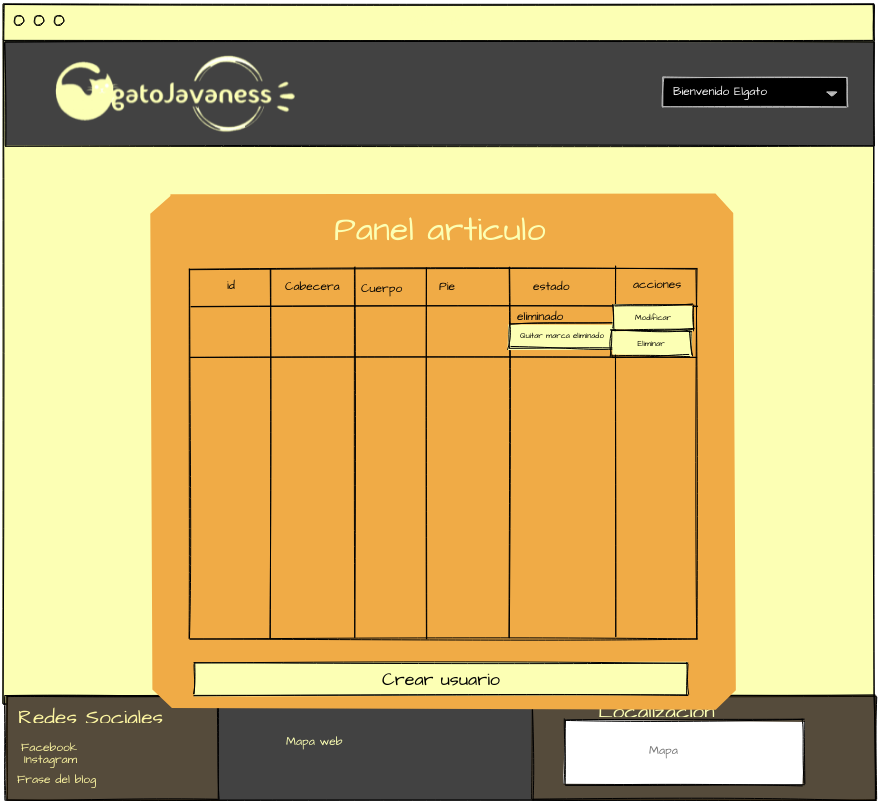 gatoJavaness
Bienvenido Elgato
Panel articulo
id Cabecera Cuerpo Pie estado acciones
eliminado
Modificar
Quitar marca eliminado
Eliminar
Crear usuario
Redes Sociales
Facebook
Instagram
Frase del blog
Mapa web
Localizacion
Mapa